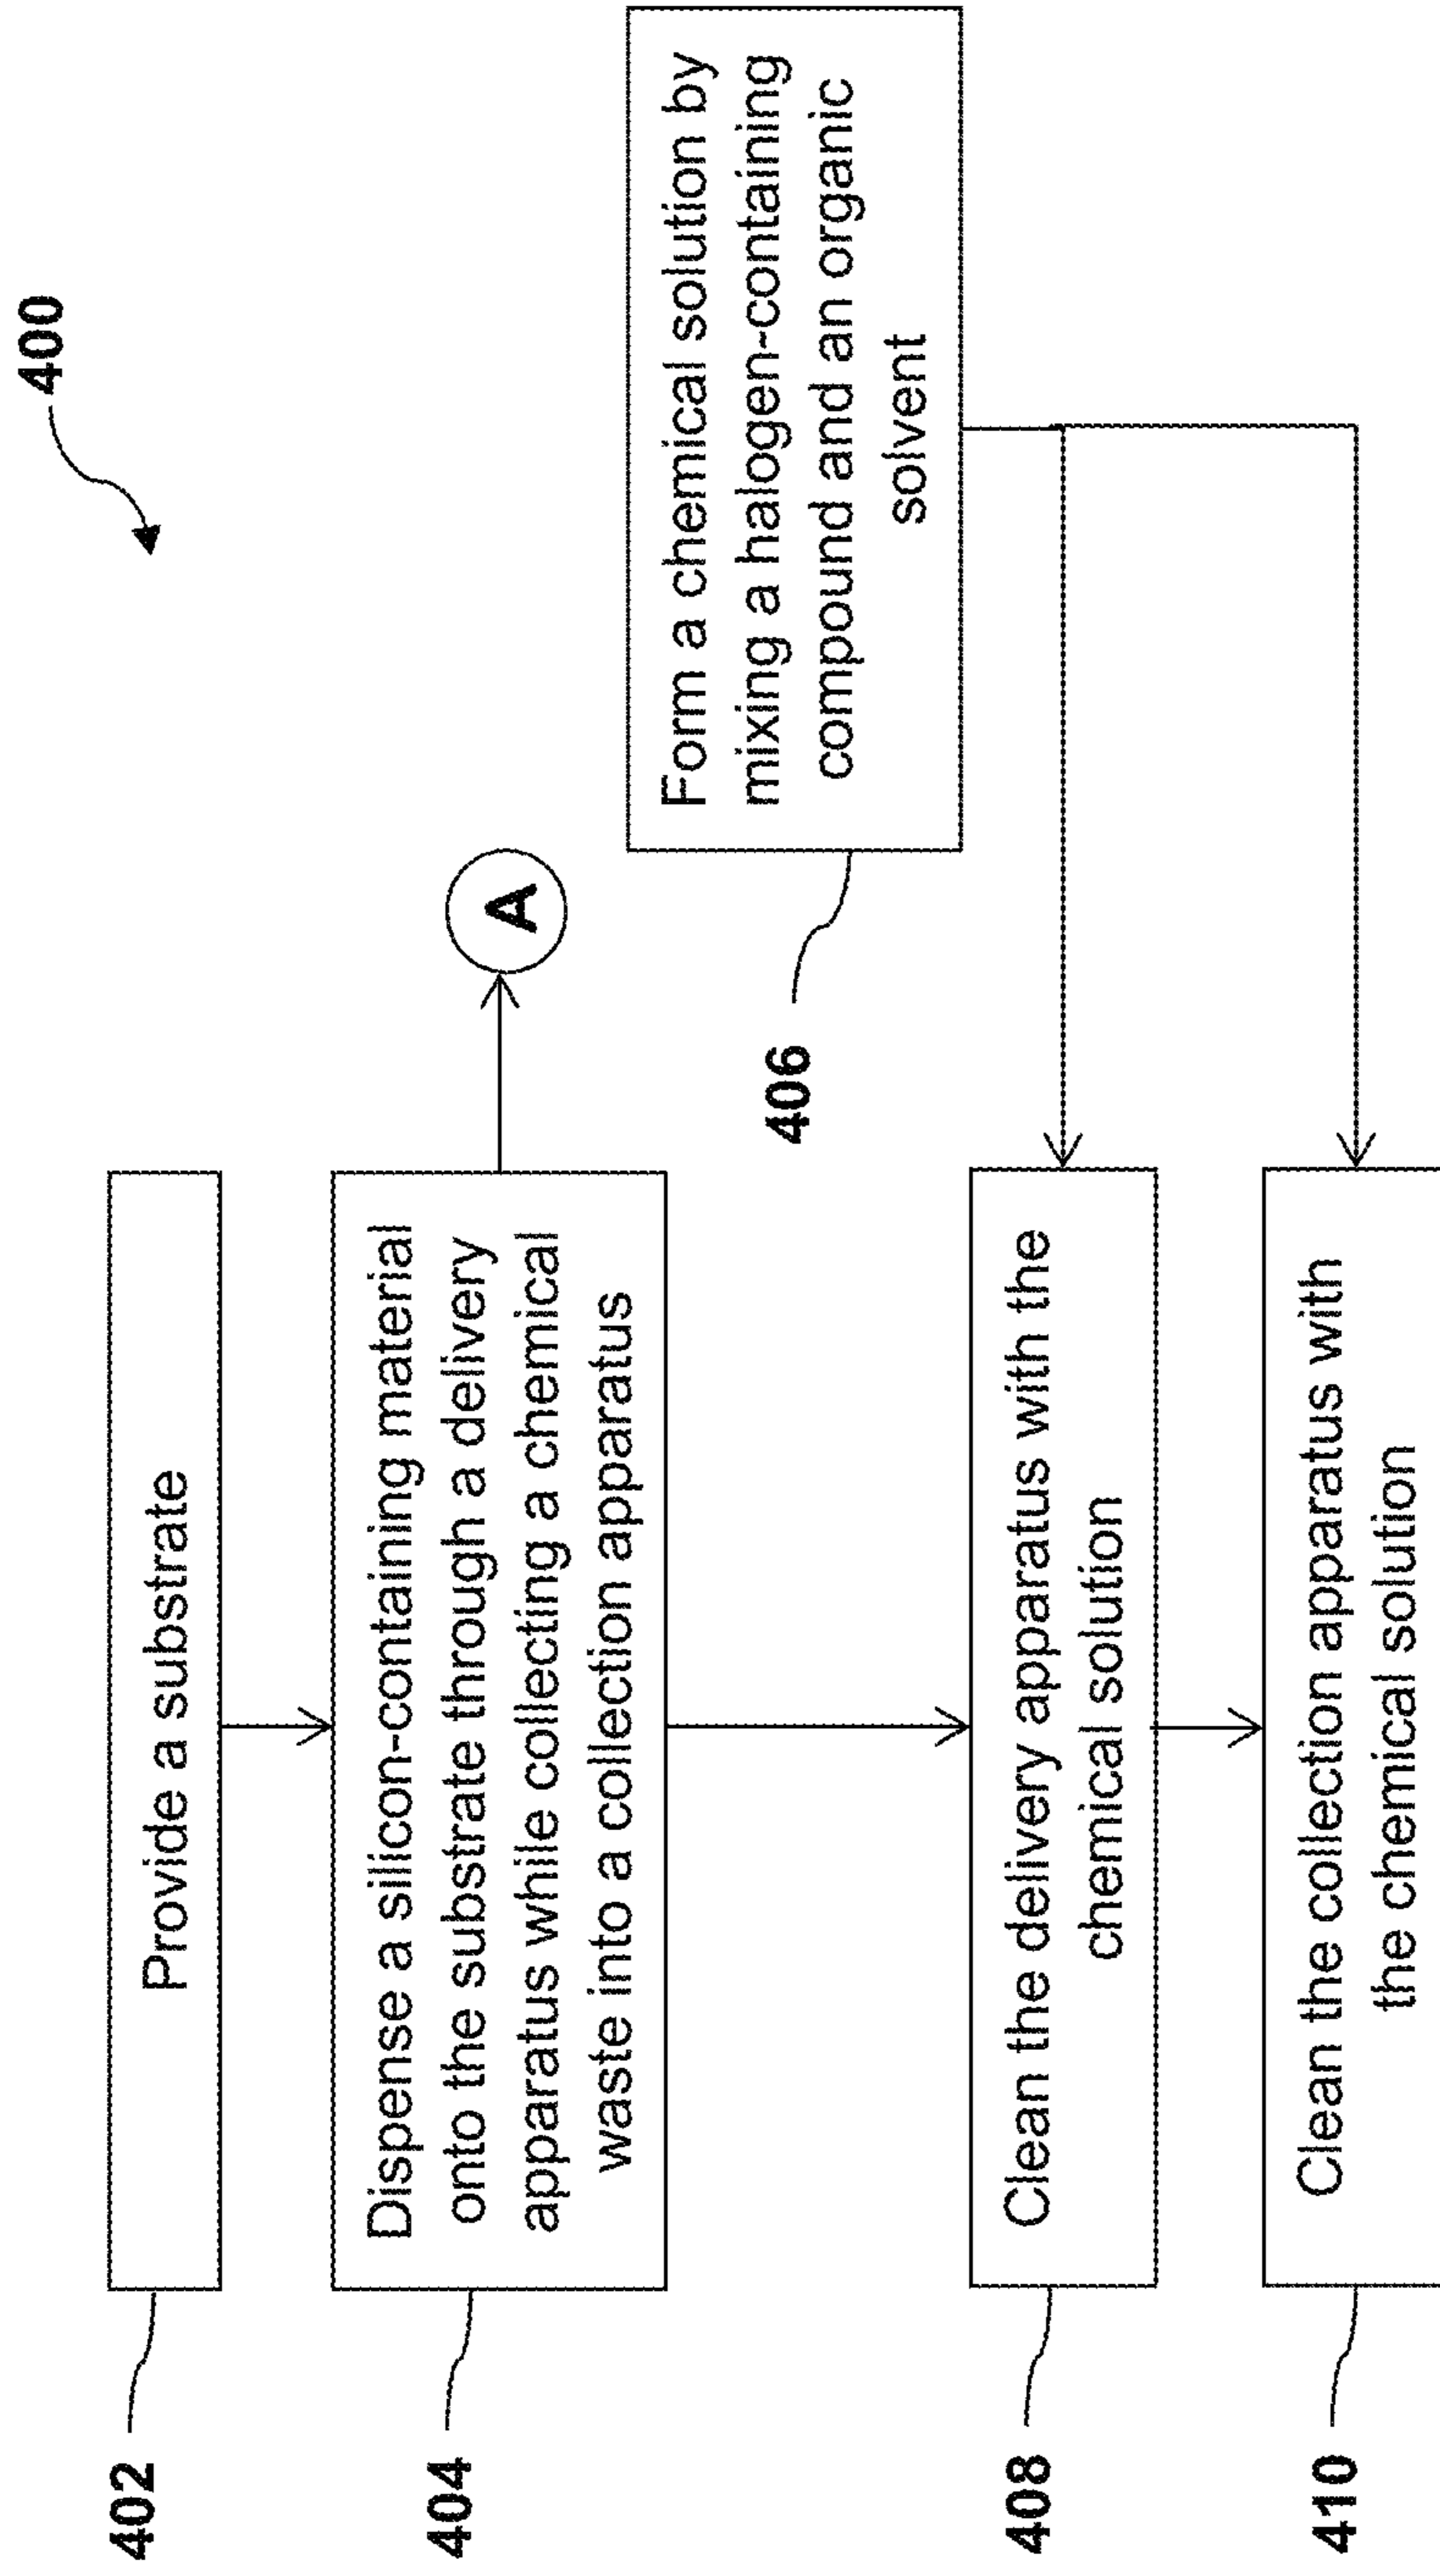 400
402
Provide a substrate
404
Dispense a silicon-containing material
onto the substrate through a delivery
apparatus while collecting a chemical
waste into a collection apparatus
A
406
Form a chemical solution by
mixing a halogen-containing
compound and an organic
solvent
408
Clean the delivery apparatus with the
chemical solution
410
Clean the collection apparatus with
the chemical solution